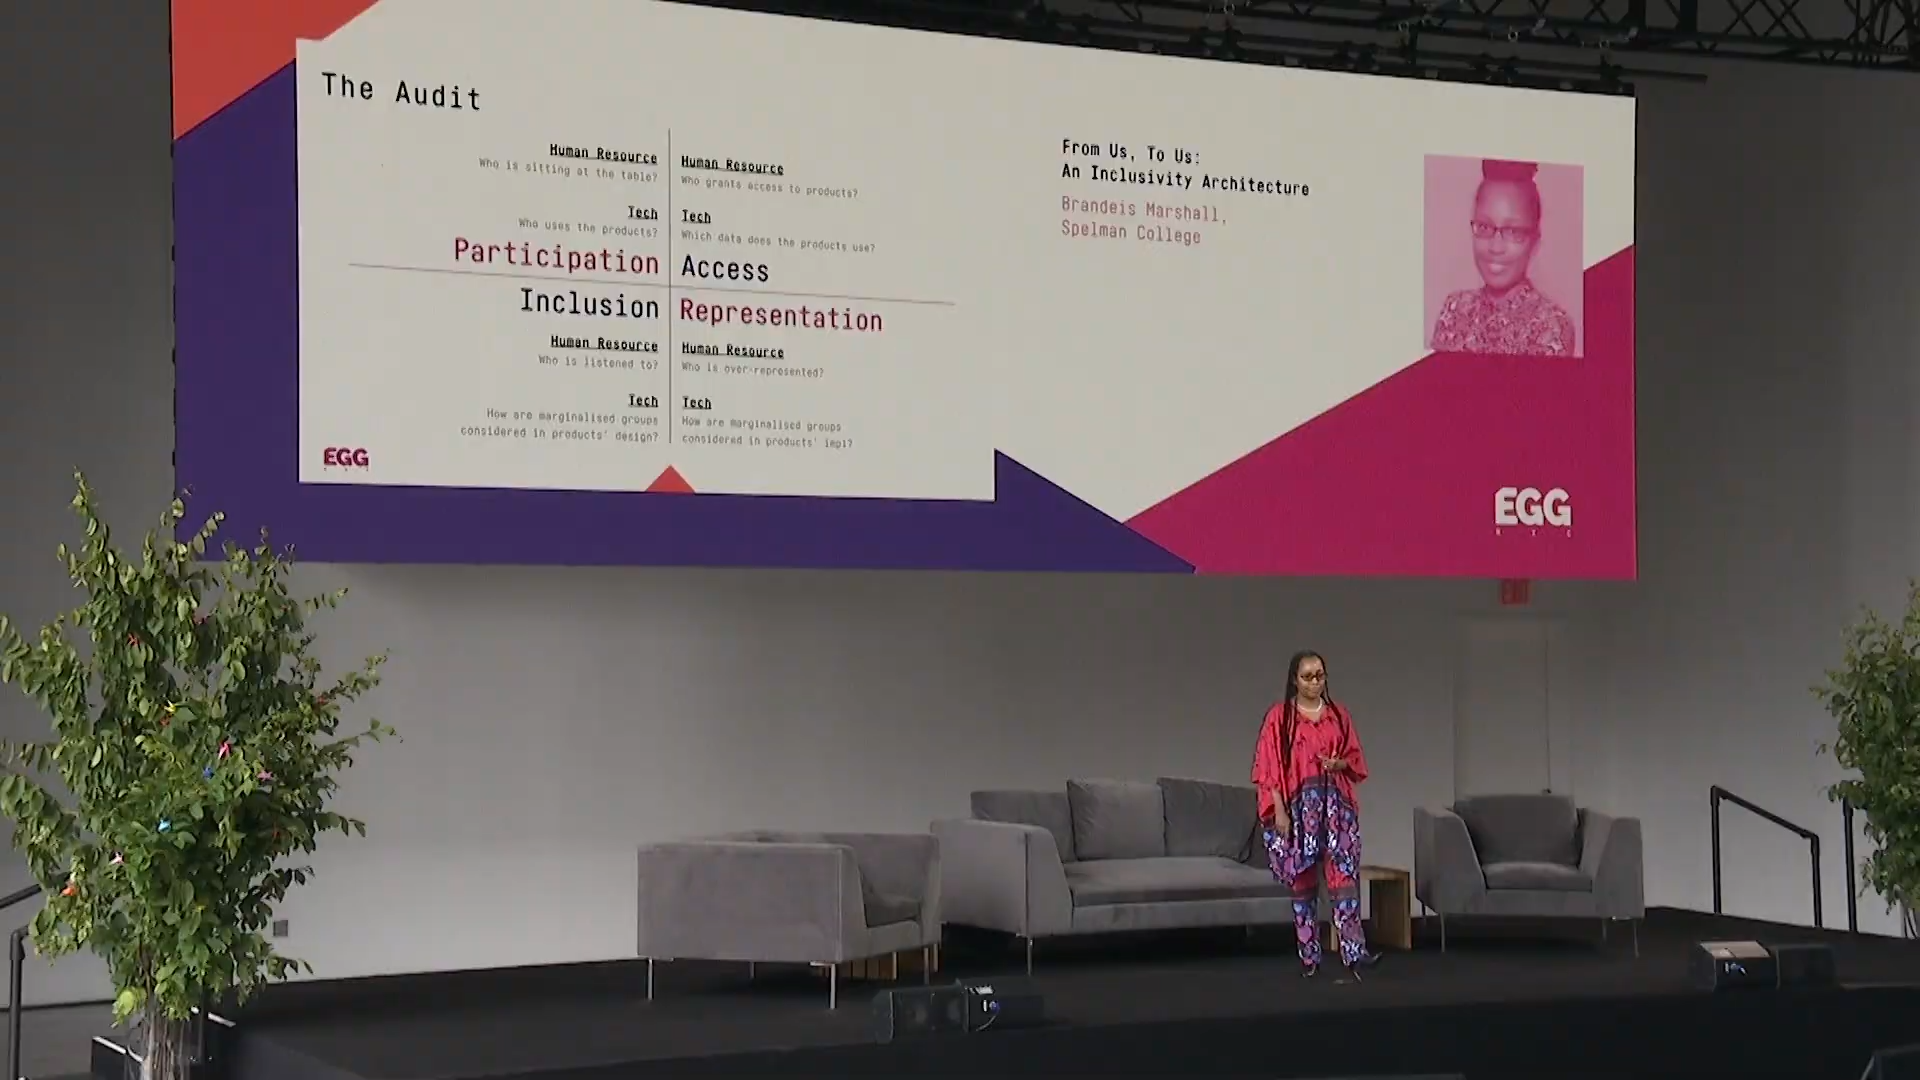 The Audit
Human Resource
Who is sitting at the table?
Tech
Who uses the products?
Participation
Human Resource
Who grants access to products?
Tech
Which data does the products use?
Access
Inclusion
Human Resource
Who is listened to?
Tech
How are marginalised groups
considered in products' design?
Representation
Human Resource
Who is over-represented?
Tech
How are marginalised groups
considered in products' impl?
EGG
From Us, To Us:
An Inclusivity Architecture
Brandeis Marshall,
Spelman College
EGG